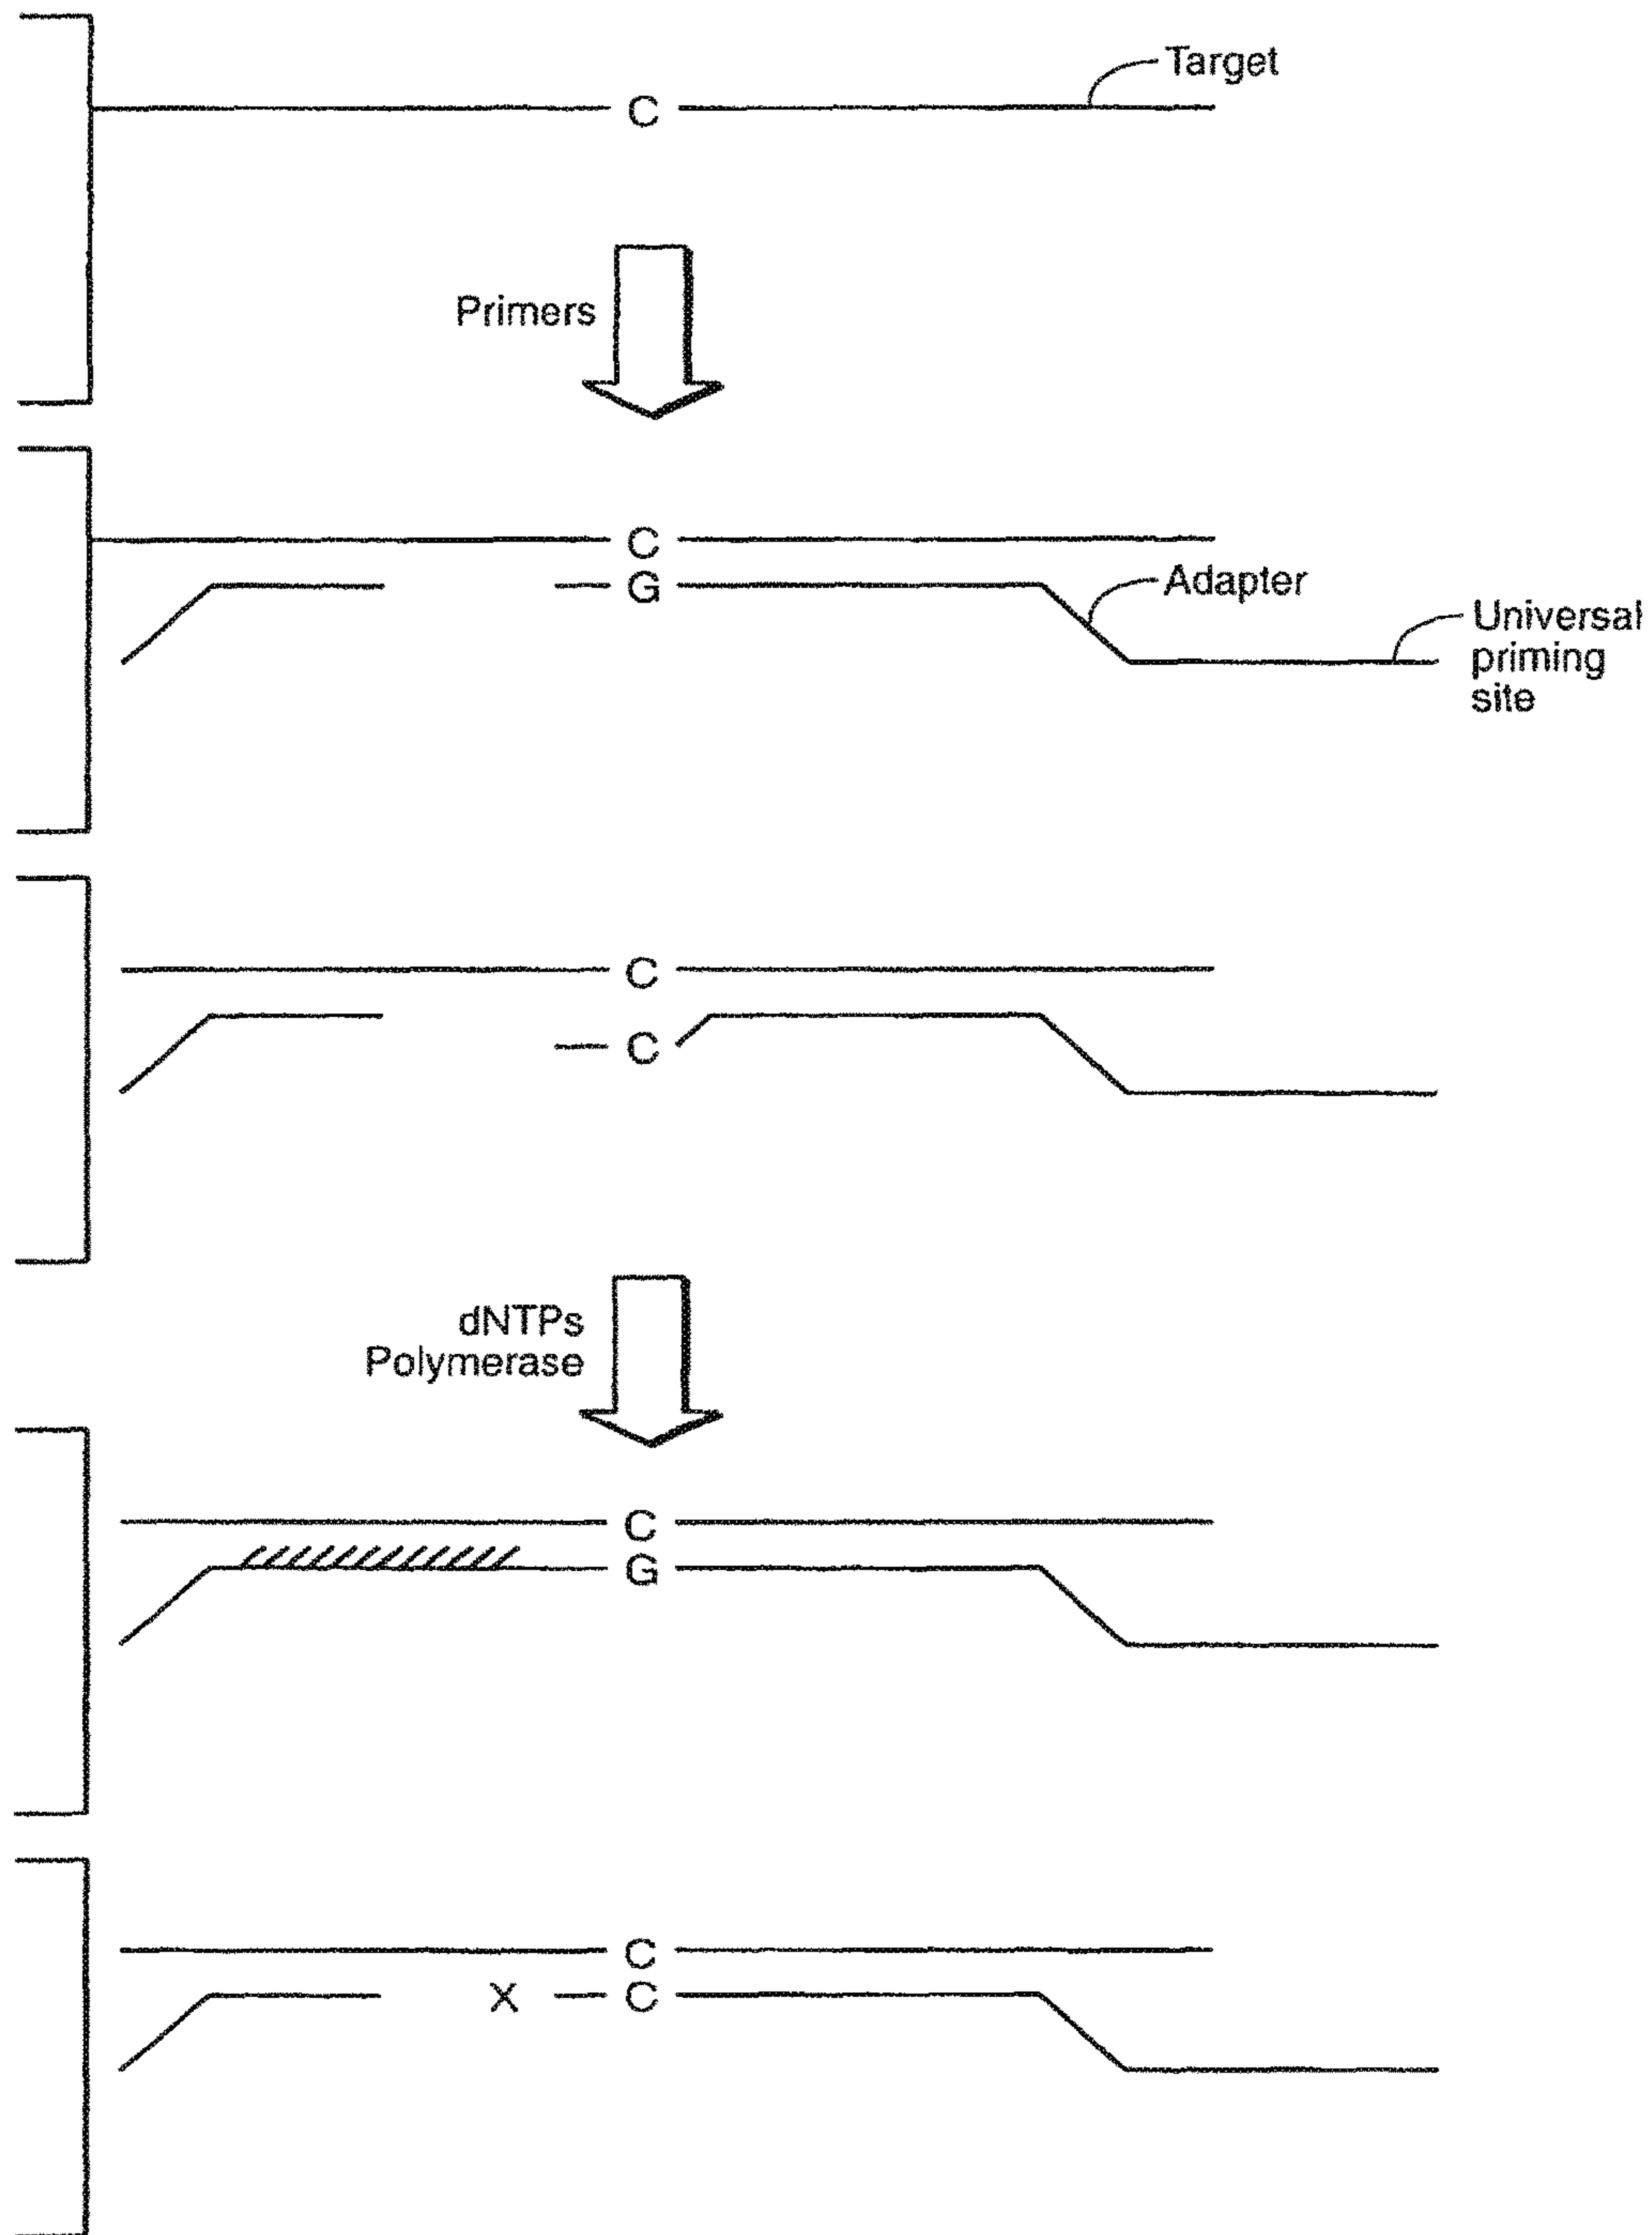 Target
C
Primers
C
G
Adapter
Universal
priming
site
C
C
dNTPs
Polymerase
C
G
C
X
C